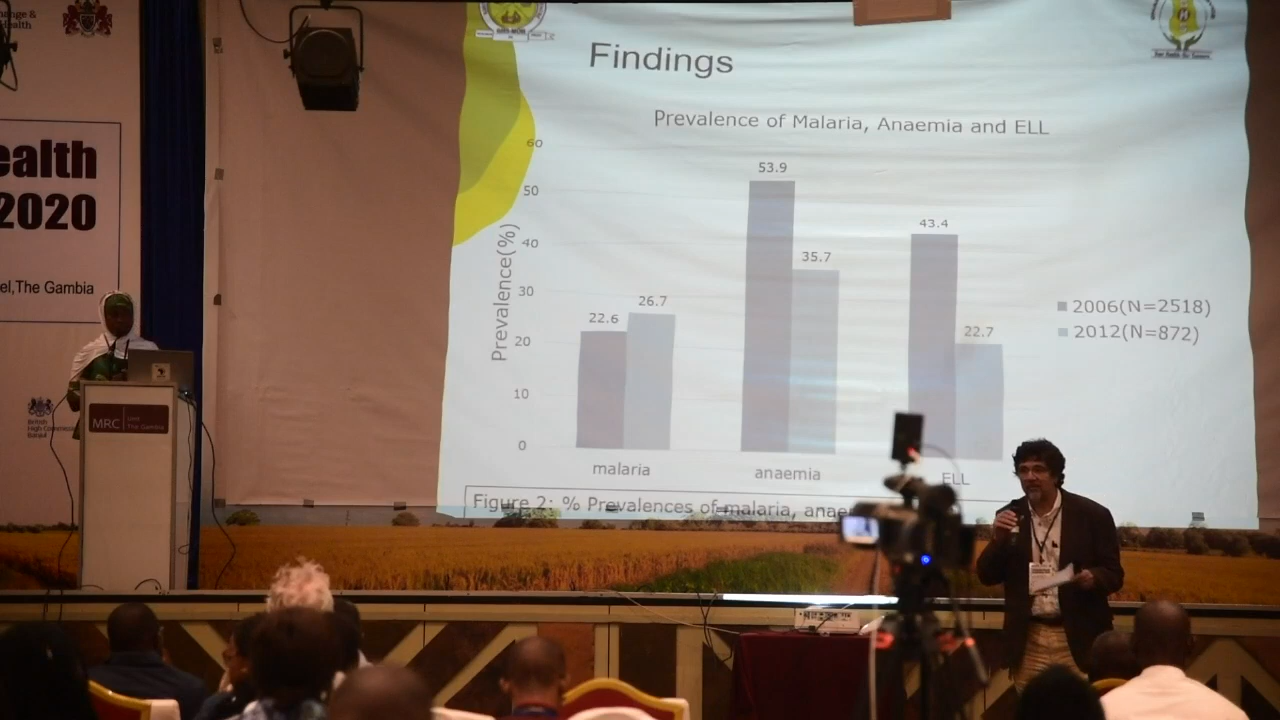 ealth
2020
el,The Gambia
MRC
Unit
The Gambia
Findings
Prevalence of Malaria, Anaemia and ELL
Prevalence(%)
60
50
40
30
20
10
0
22.6
26.7
53.9
35.7
43.4
22.7
malaria
anaemia
ELL
2006(N=2518)
2012(N=872)
Figure 2: % Prevalences of malaria, anae